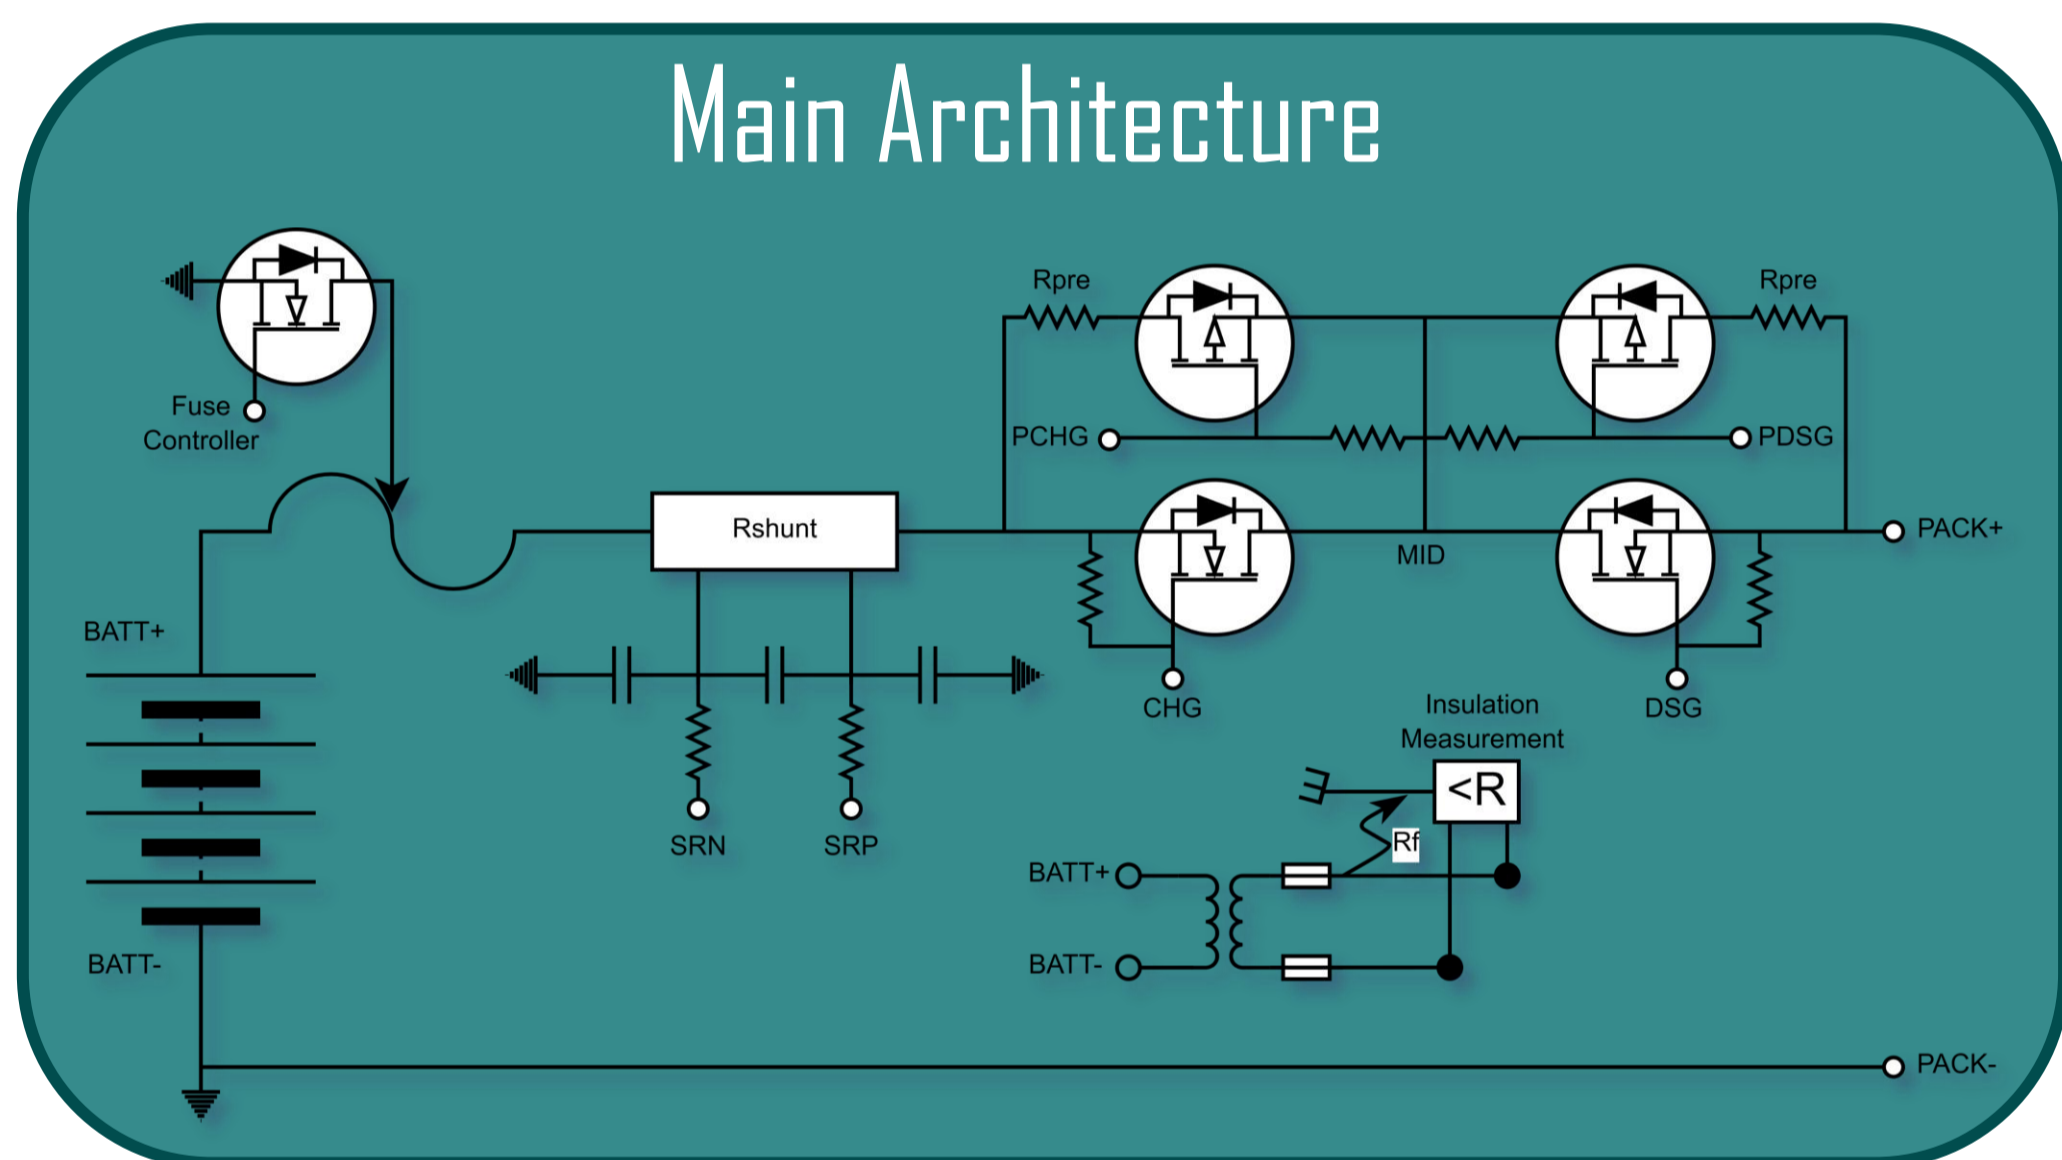 Main Architecture
Rpre
Rpre
Fuse
Controller
PCHG
PDSG
Rshunt
MID
PACK+
BATT+
CHG
DSG
Insulation
Measurement
<R
Rf
SRN
SRP
BATT+
BATT-
BATT-
PACK-